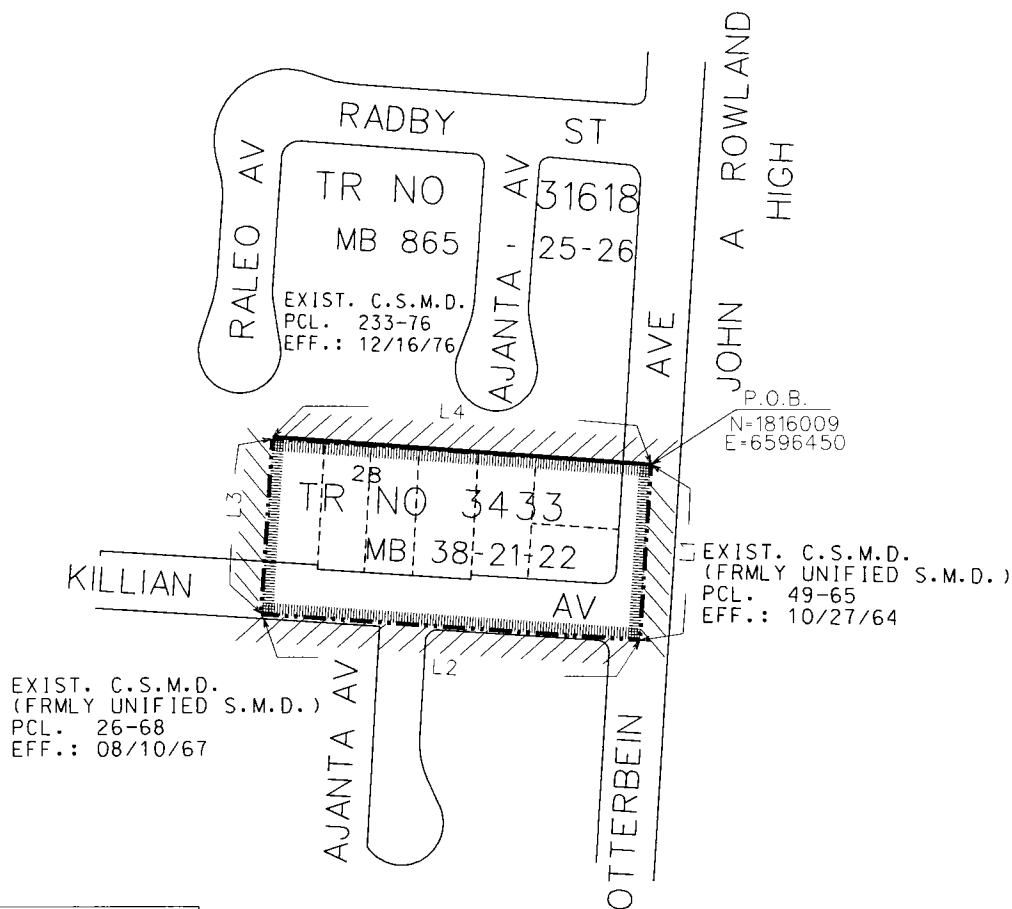 RADBY ST
RALEO AV
TR NO 31618
MB 865 - 25-26
AJANTA AV
EXIST. C.S.M.D.
PCL. 233-76
EFF.: 12/16/76
AVE
JOHN A ROWLAND
HIGH
P.O.B.
N=1816009
E=6596450
L4
L3
L1
28
TR NO 3433
MB 38-21-22
KILLIAN AV
L2
EXIST. C.S.M.D.
(FRMLY UNIFIED S.M.D.)
PCL. 49-65
EFF.: 10/27/64
EXIST. C.S.M.D.
(FRMLY UNIFIED S.M.D.)
PCL. 26-68
EFF.: 08/10/67
AJANTA AV
OTTERBEIN